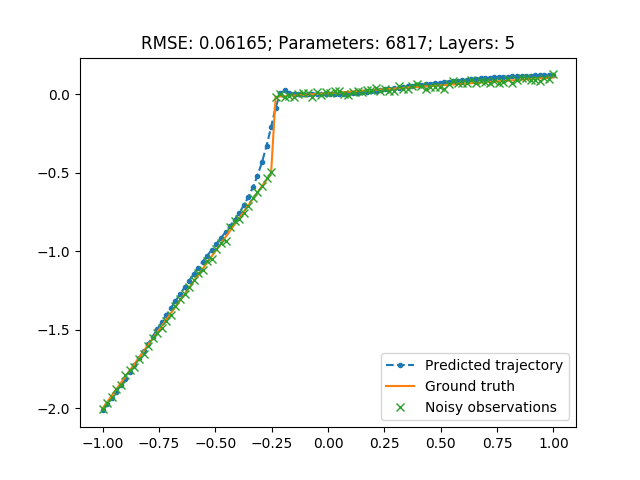 RMSE: 0.06165; Parameters: 6817; Layers: 5
0.0
−0.5
−1.0
−1.5
−2.0
Predicted trajectory
Ground truth
Noisy observations
−1.00 −0.75 −0.50 −0.25 0.00 0.25 0.50 0.75 1.00